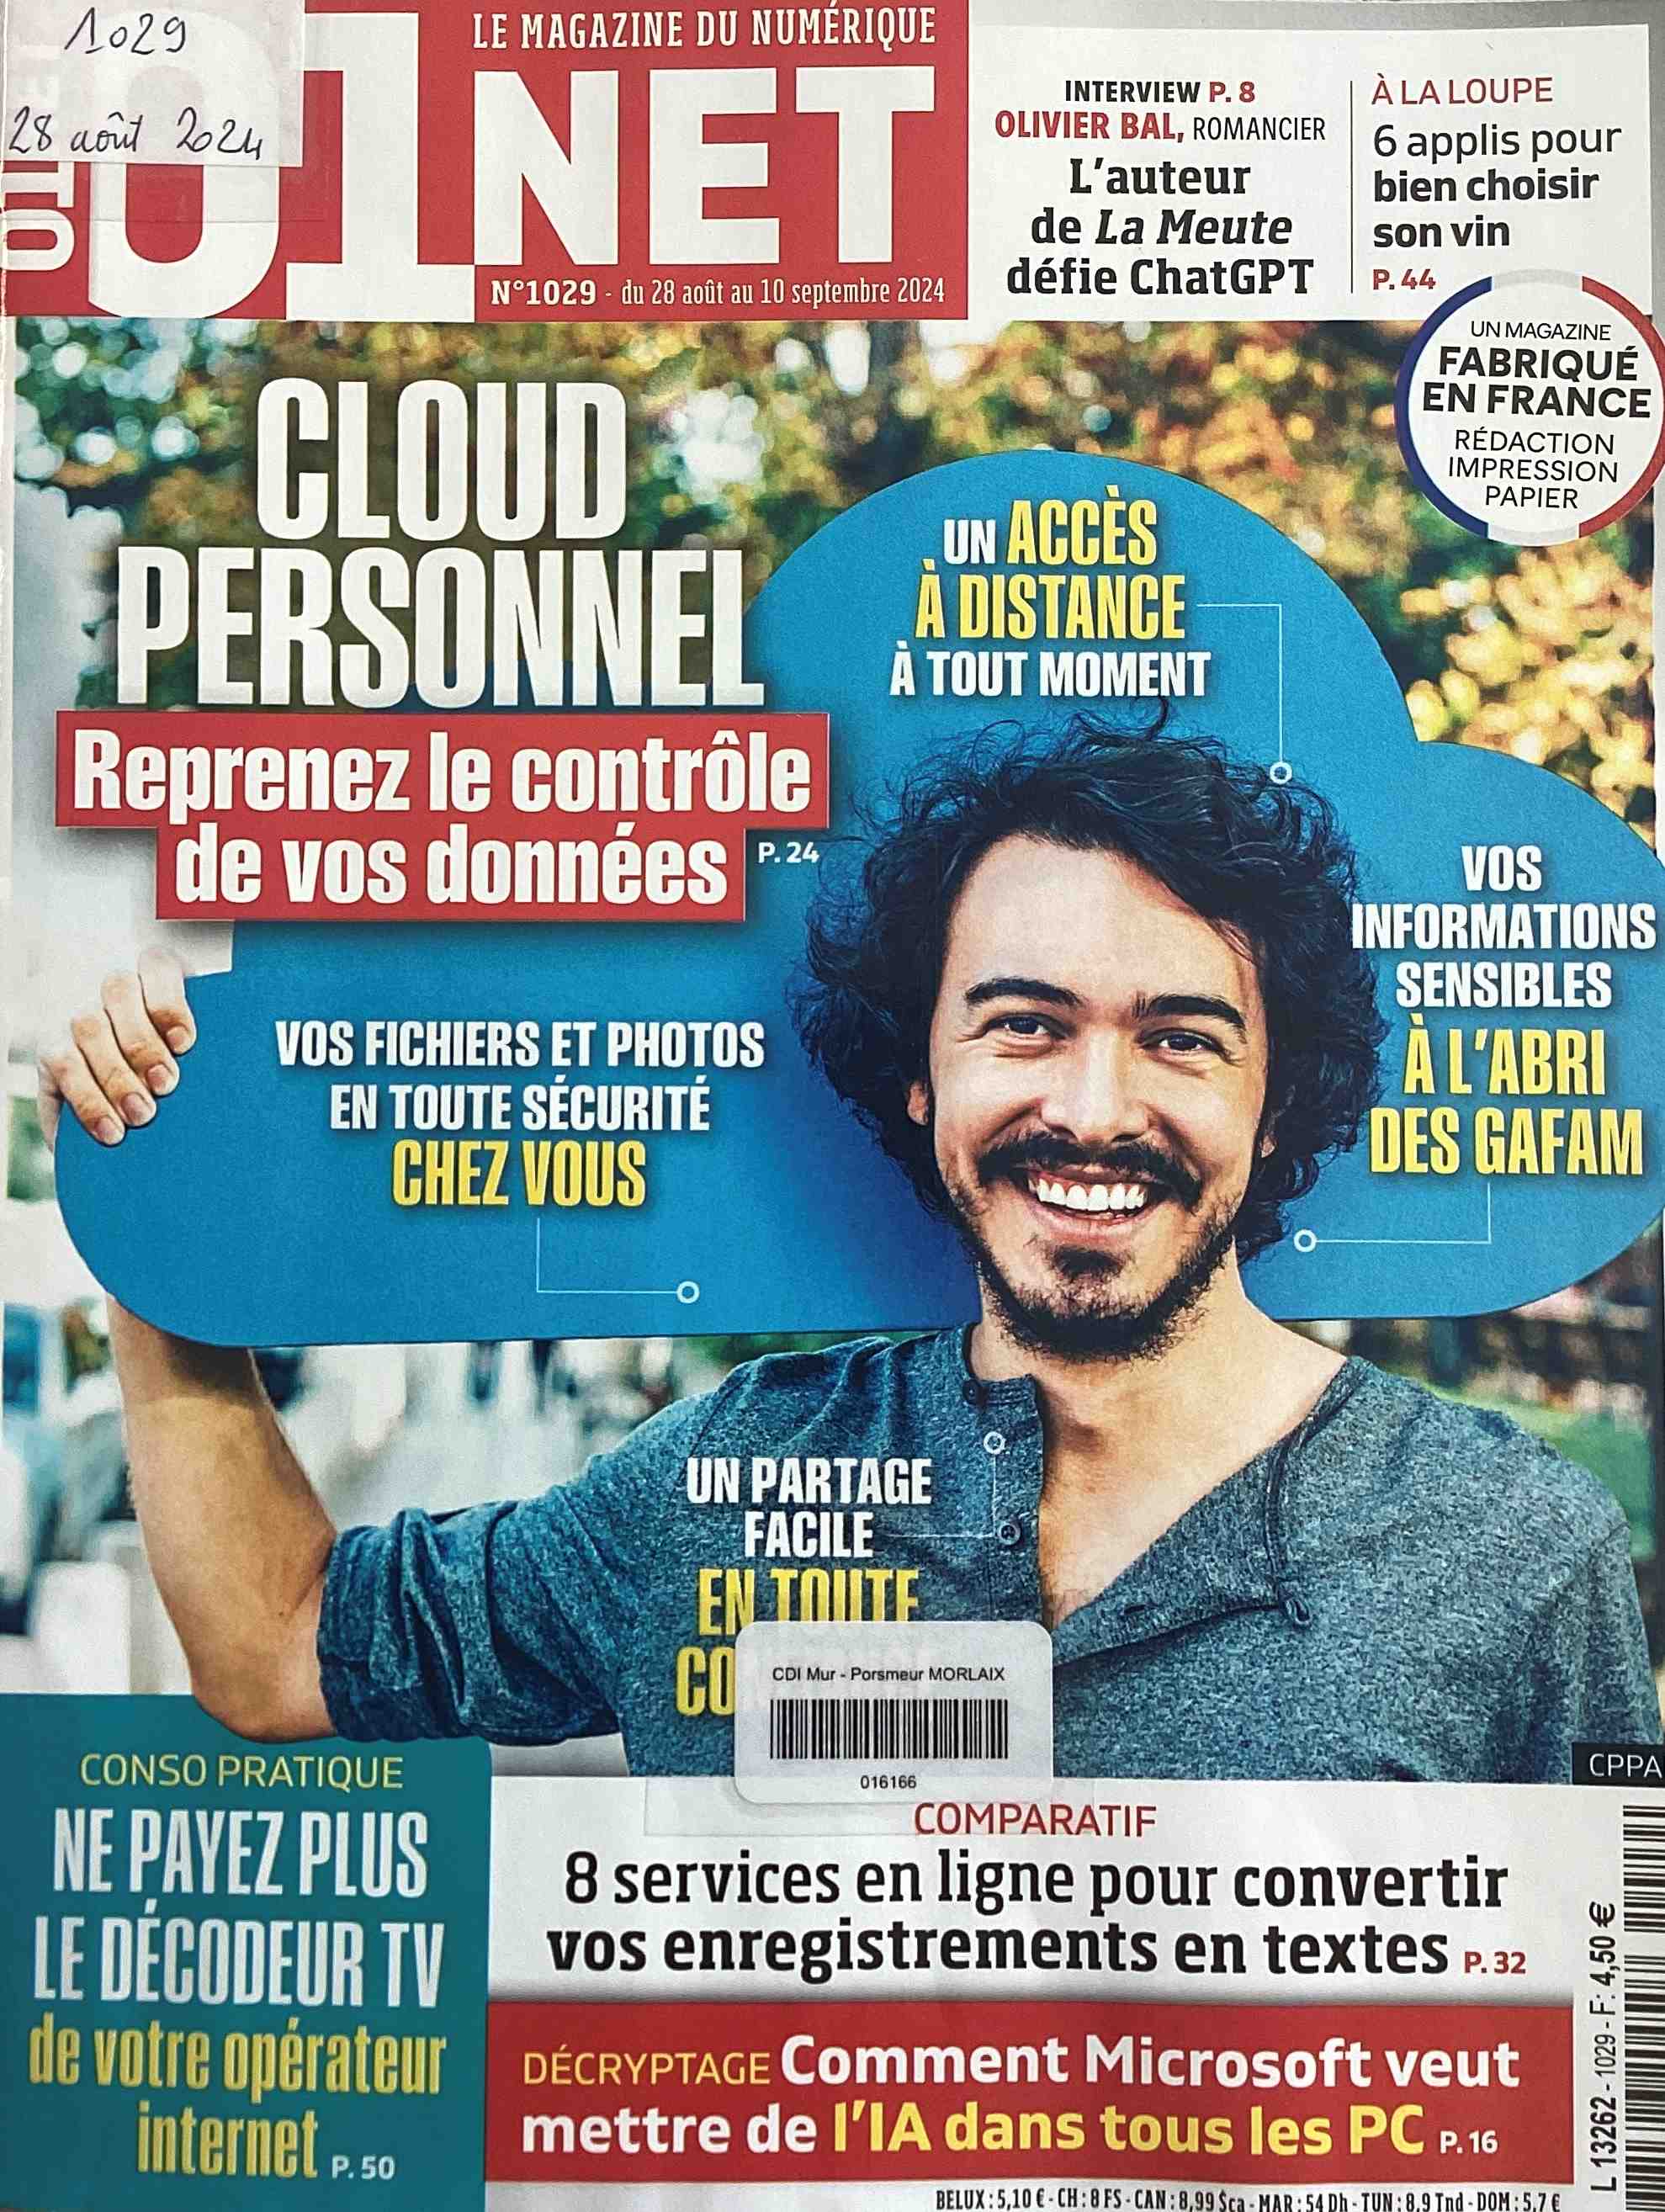 1029
28 août 2024
LE MAGAZINE DU NUMÉRIQUE
01NET
N°1029 - du 28 août au 10 septembre 2024
INTERVIEW P. 8
OLIVIER BAL, ROMANCIER
L'auteur
de La Meute
défie ChatGPT
À LA LOUPE
6 applis pour
bien choisir
son vin
P. 44
UN MAGAZINE
FABRIQUÉ
EN FRANCE
RÉDACTION
IMPRESSION
PAPIER
CLOUD
PERSONNEL
Reprenez le contrôle
de vos données P. 24
UN ACCÈS
À DISTANCE
À TOUT MOMENT
VOS
INFORMATIONS
SENSIBLES
À L'ABRI
DES GAFAM
VOS FICHIERS ET PHOTOS
EN TOUTE SÉCURITÉ
CHEZ VOUS
UN PARTAGE
FACILE
EN TOUTE
CO
CDI Mur - Porsmeur MORLAIX
016166
CPPA
CONSO PRATIQUE
NE PAYEZ PLUS
LE DÉCODEUR TV
de votre opérateur
internet P. 50
COMPARATIF
8 services en ligne pour convertir
vos enregistrements en textes P. 32
DÉCRYPTAGE Comment Microsoft veut
mettre de l'IA dans tous les PC P. 16
L 13262 - 1029 - F: 4,50 €
BELUX : 5,10 € - CH : 8 FS - CAN : 8,99 $ca - MAR : 54 Dh - TUN : 8,9 Tnd - DOM : 5,7 €